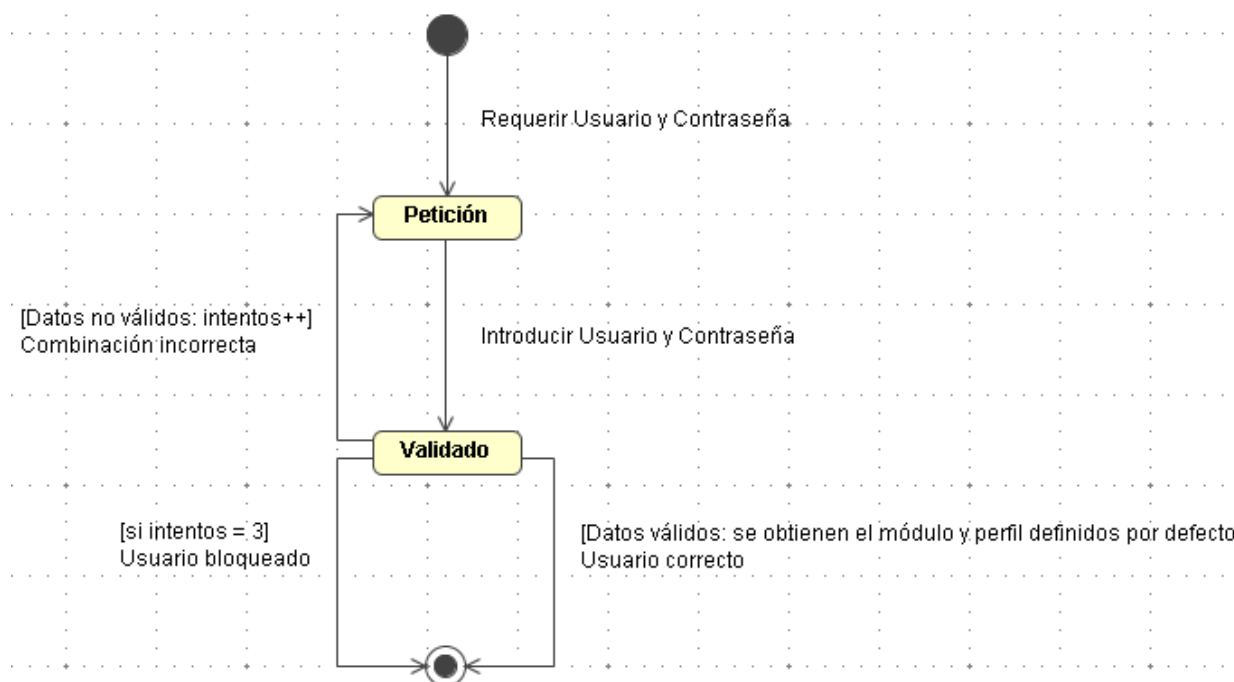 Requerir Usuario y Contraseña
Petición
[Datos no válidos: intentos++]
Combinación incorrecta
Introducir Usuario y Contraseña
Validado
[si intentos = 3]
Usuario bloqueado
[Datos válidos: se obtienen el módulo y perfil definidos por defecto
Usuario correcto